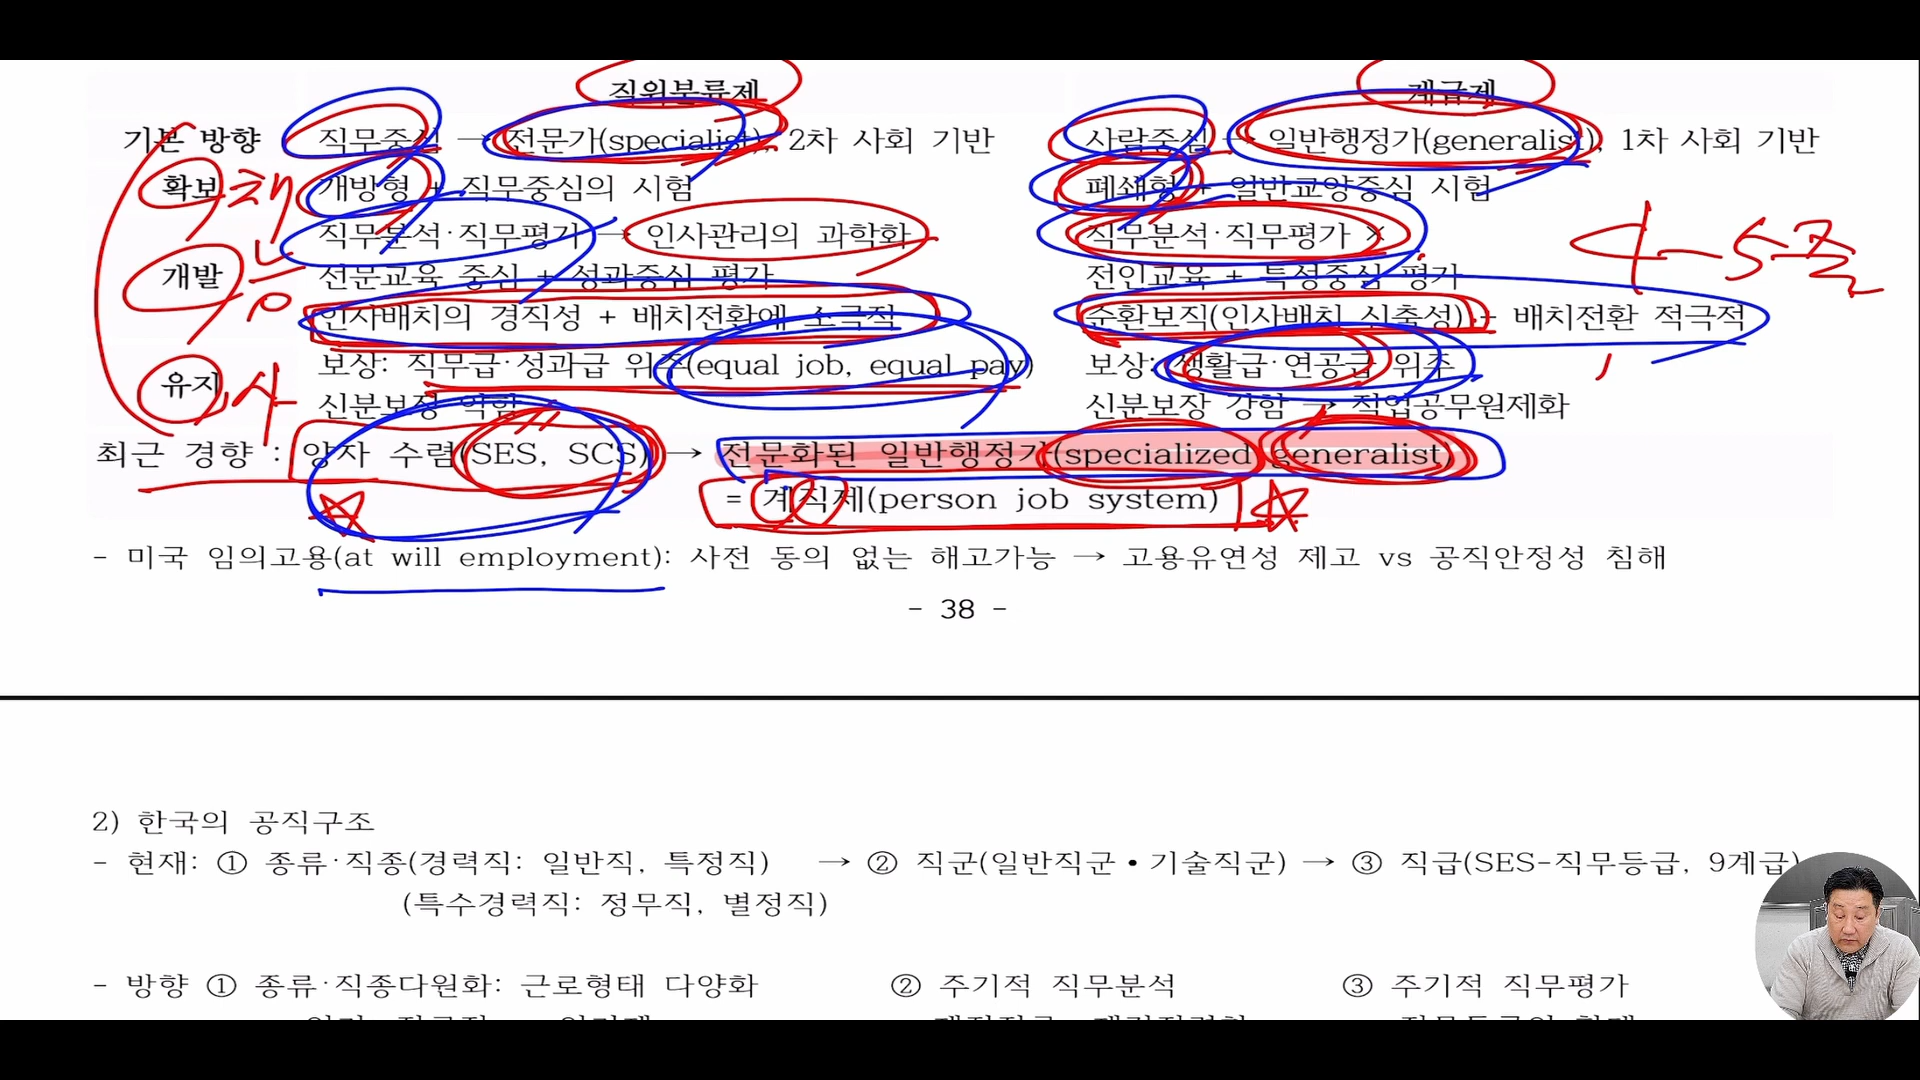 직위분류제 계급제
기본 방향 직무중심 → 전문가(specialist), 2차 사회 기반 사람중심 → 일반행정가(generalist), 1차 사회 기반
확보 개방형 + 직무중심의 시험 폐쇄형 + 일반교양중심 시험
직무분석·직무평가 → 인사관리의 과학화 직무분석·직무평가 ×
개발 전문교육 중심 + 성과중심 평가 전인교육 + 특성중심 평가
인사배치의 경직성 + 배치전환에 소극적 순환보직(인사배치 신축성) - 배치전환 적극적
유지 보상: 직무급·성과급 위주(equal job, equal pay) 보상: 생활급·연공급 위주
신분보장 약함 신분보장 강함 → 직업공무원제화
최근 경향 : 양자 수렴(SES, SCS) → 전문화된 일반행정가(specialized generalist)
= 계직제(person job system)
- 미국 임의고용(at will employment): 사전 동의 없는 해고가능 → 고용유연성 제고 vs 공직안정성 침해
- 38 -
2) 한국의 공직구조
- 현재: ① 종류·직종(경력직: 일반직, 특정직) → ② 직군(일반직군•기술직군) → ③ 직급(SES-직무등급, 9계급)
(특수경력직: 정무직, 별정직)
- 방향 ① 종류·직종다원화: 근로형태 다양화 ② 주기적 직무분석 ③ 주기적 직무평가